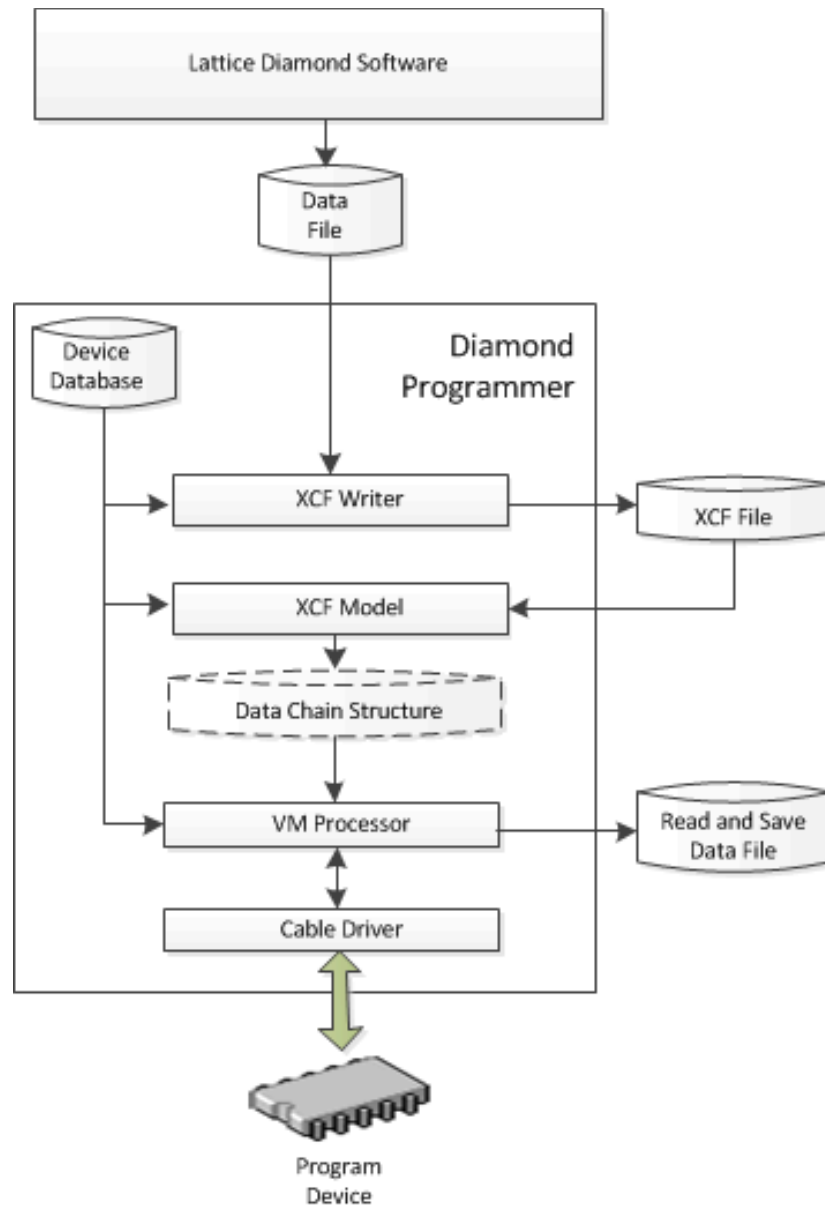 Lattice Diamond Software
Data
File
Device
Database
Diamond
Programmer
XCF Writer
XCF File
XCF Model
Data Chain Structure
VM Processor
Read and Save
Data File
Cable Driver
Program
Device